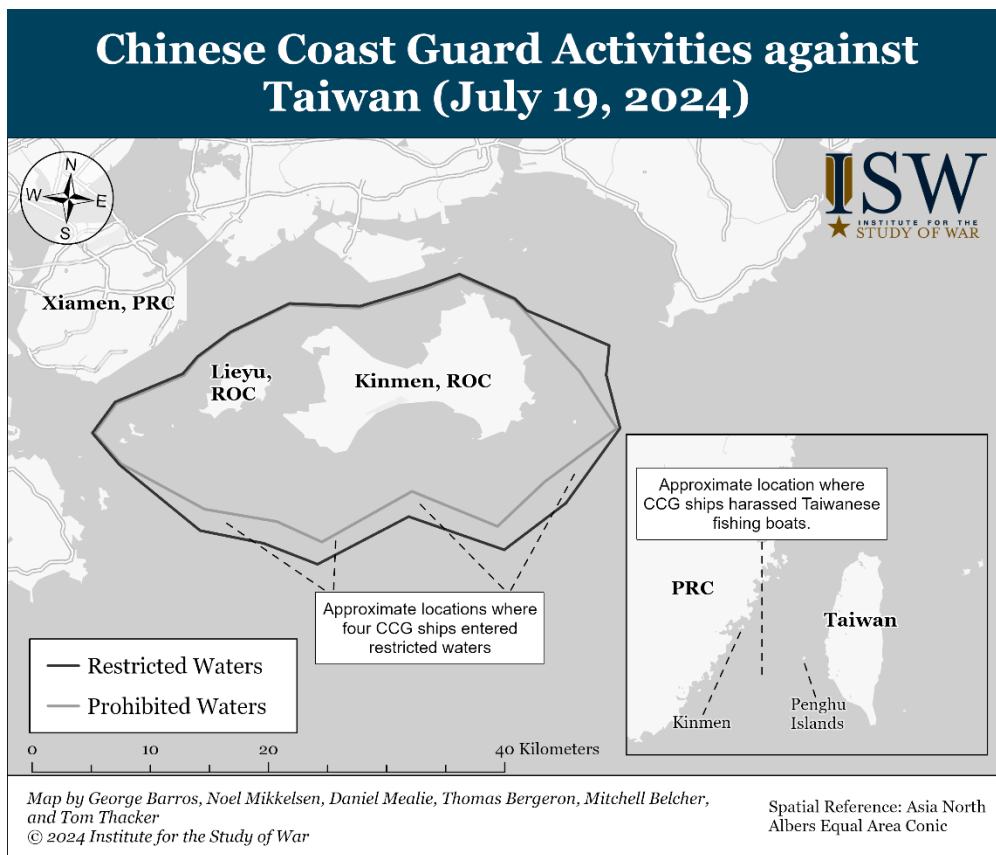 Chinese Coast Guard Activities against
Taiwan (July 19, 2024)
N
W
E
S
ISW
INSTITUTE FOR THE
STUDY OF WAR
Xiamen, PRC
Lieyu,
ROC
Kinmen, ROC
Approximate locations where
four CCG ships entered
restricted waters
Approximate location where
CCG ships harassed Taiwanese
fishing boats.
PRC
Taiwan
Kinmen
Penghu
Islands
Restricted Waters
Prohibited Waters
0
10
20
40 Kilometers
Map by George Barros, Noel Mikkelsen, Daniel Mealie, Thomas Bergeron, Mitchell Belcher,
and Tom Thacker
© 2024 Institute for the Study of War
Spatial Reference: Asia North
Albers Equal Area Conic